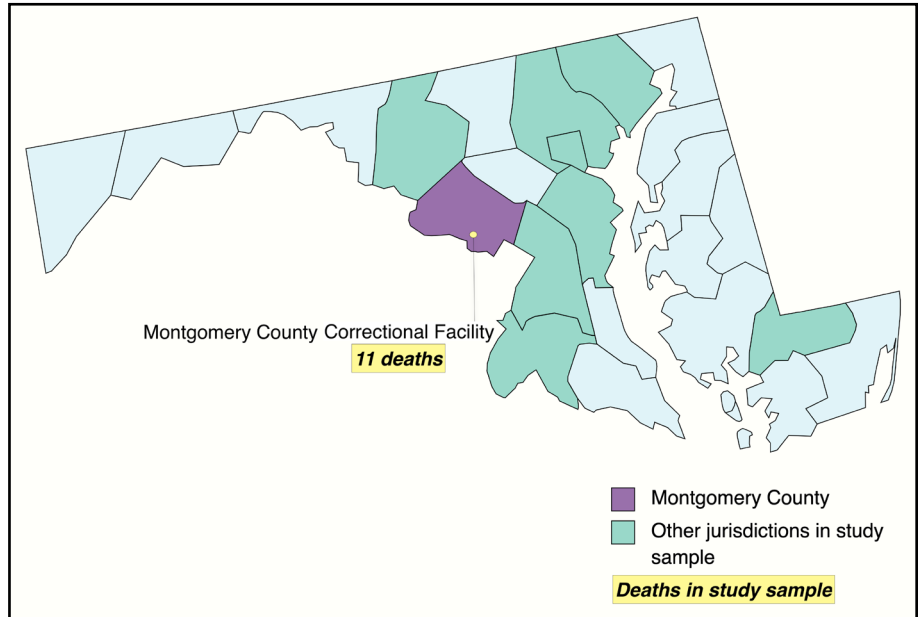 Montgomery County Correctional Facility
11 deaths
Montgomery County
Other jurisdictions in study
sample
Deaths in study sample